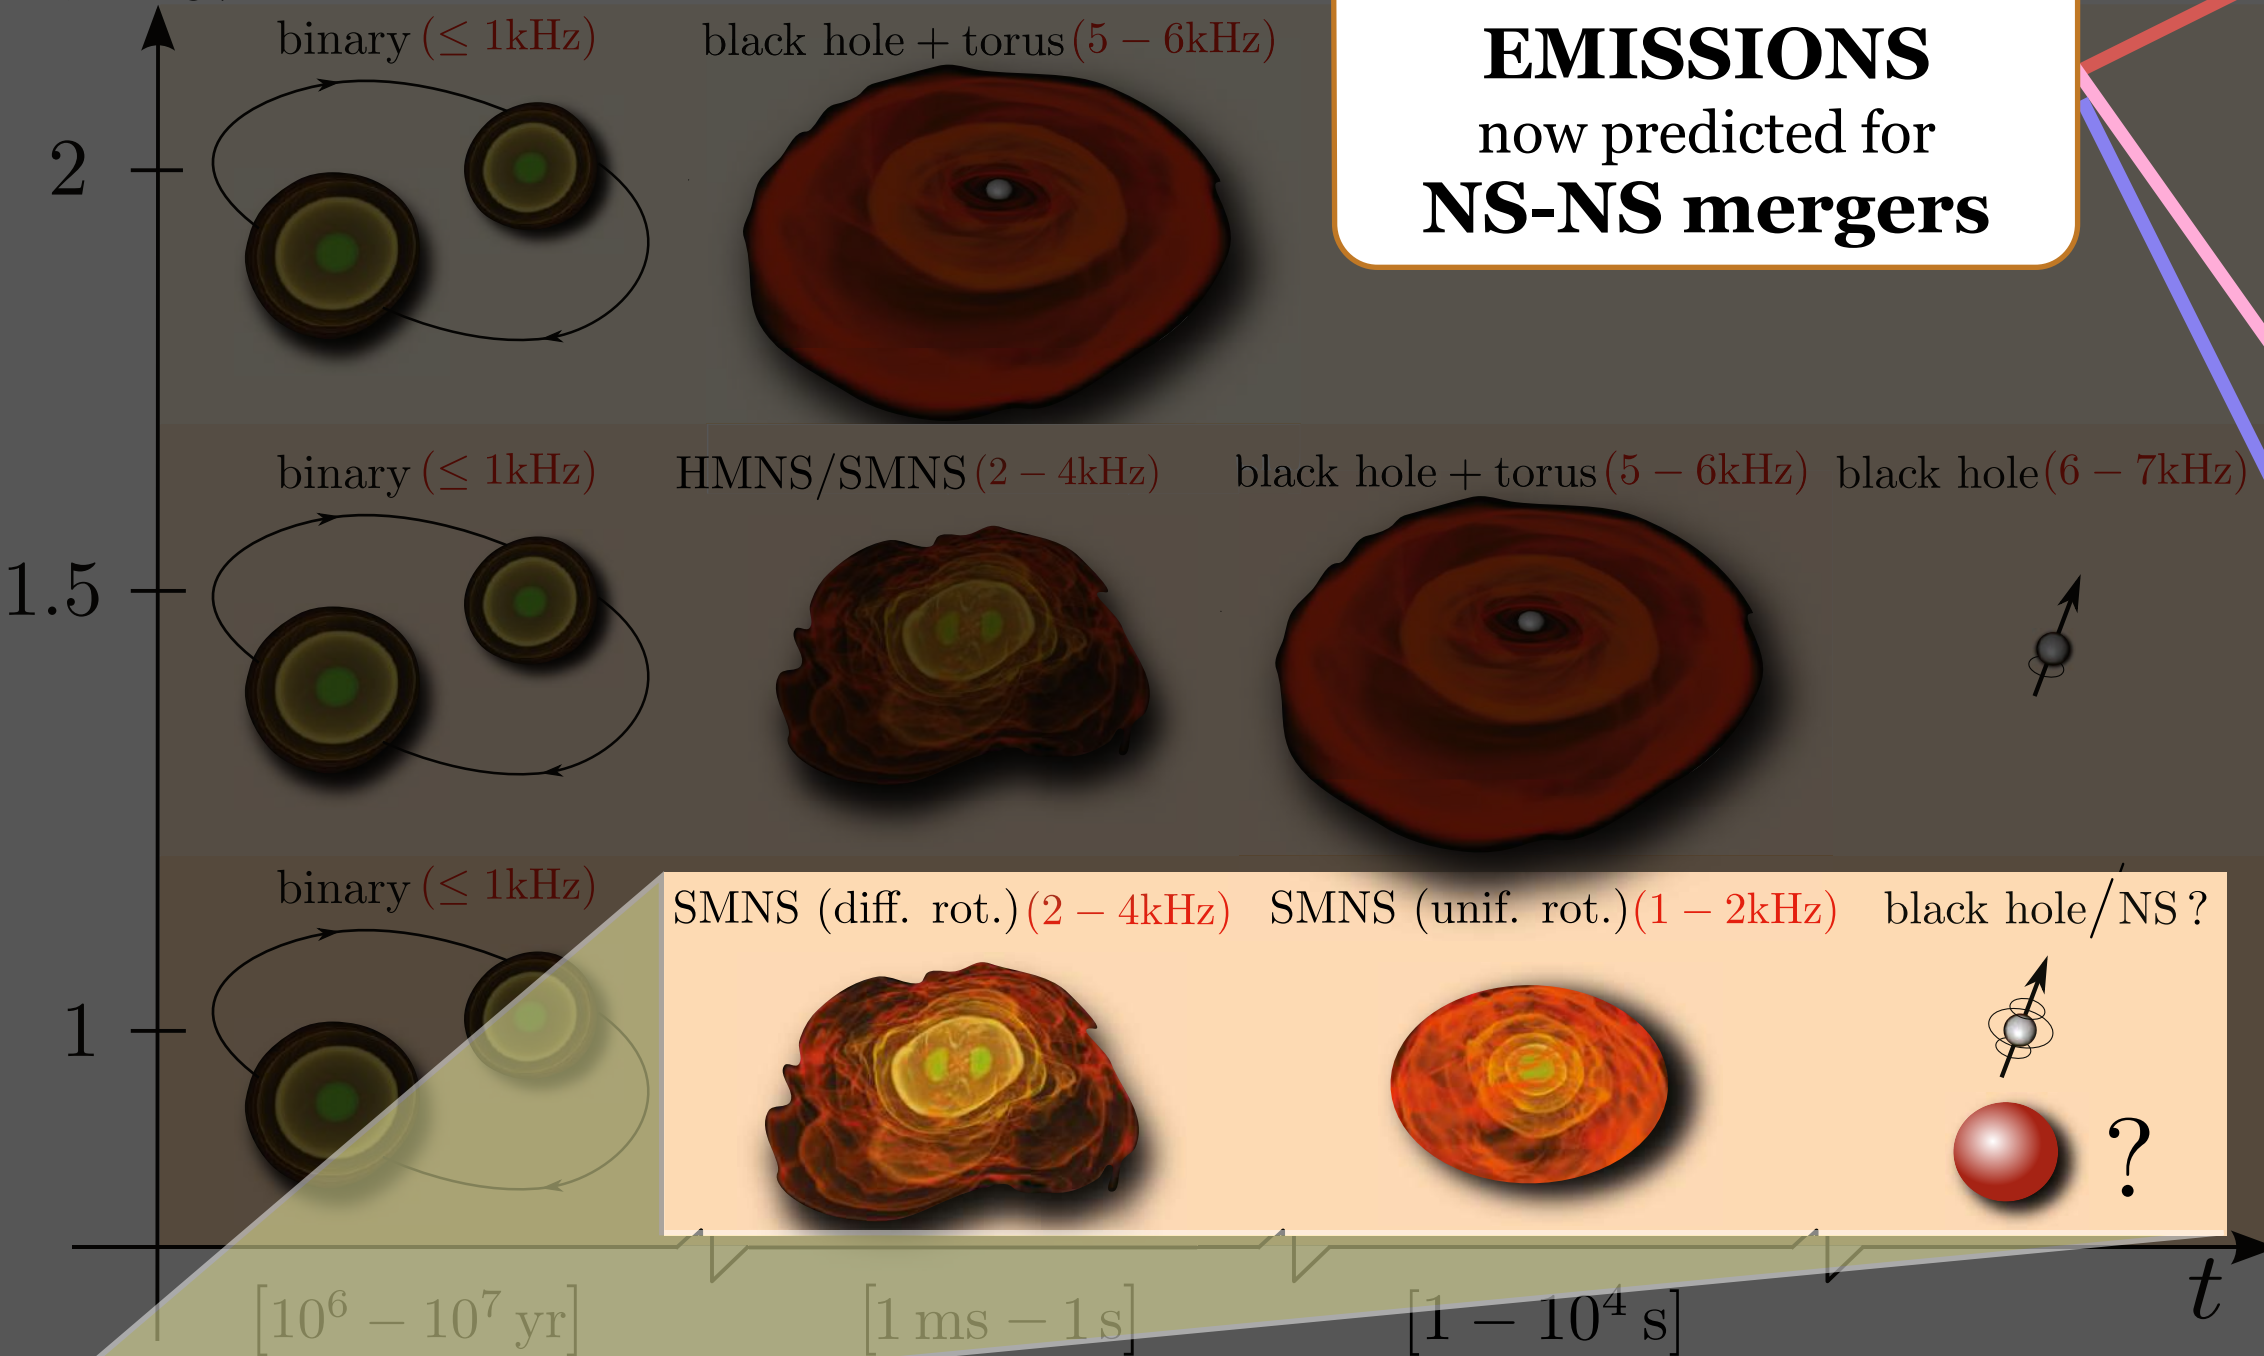 EMISSIONS
now predicted for
NS-NS mergers
binary (≤ 1kHz)
black hole + torus (5 − 6kHz)
2
binary (≤ 1kHz)
HMNS/SMNS (2 − 4kHz)
black hole + torus (5 − 6kHz)
black hole (6 − 7kHz)
1.5
binary (≤ 1kHz)
SMNS (diff. rot.) (2 − 4kHz)
SMNS (unif. rot.) (1 − 2kHz)
black hole/NS ?
1
?
[10⁶ − 10⁷ yr]
[1 ms − 1 s]
[1 − 10⁴ s]
t